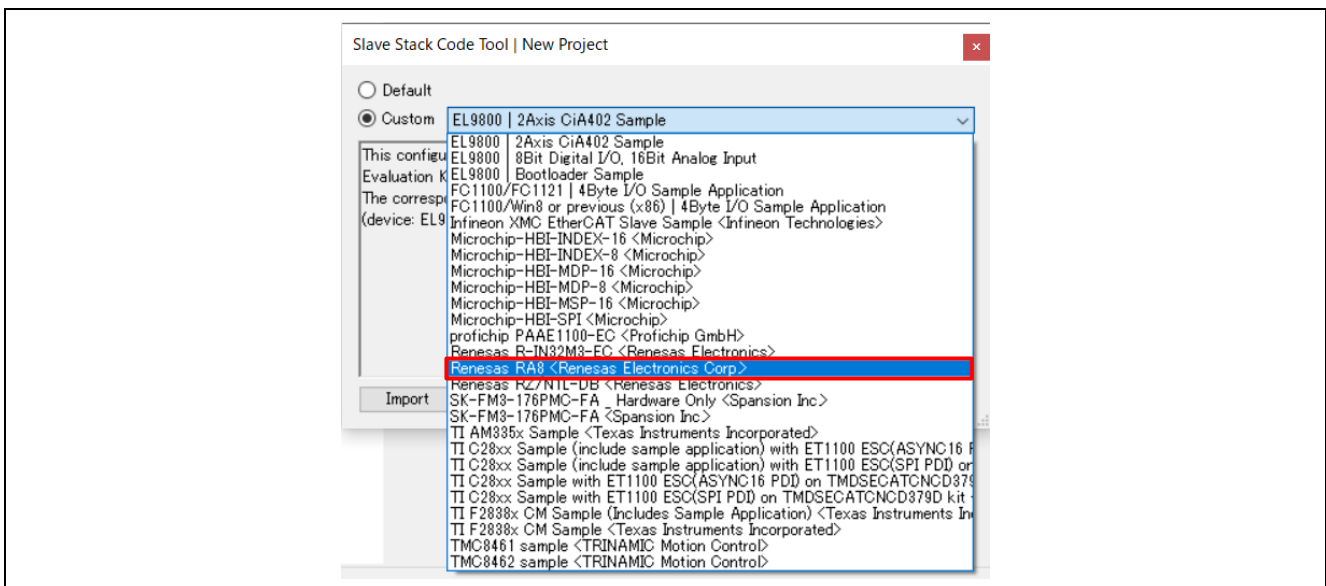 Slave Stack Code Tool | New Project
Default
Custom EL9800 | 2Axis CiA402 Sample
EL9800 | 2Axis CiA402 Sample
This configu EL9800 | 8Bit Digital I/O, 16Bit Analog Input
Evaluation K EL9800 | Bootloader Sample
The correspo FC1100/FC1121 | 4Byte I/O Sample Application
FC1100/Win8 or previous (x86) | 4Byte I/O Sample Application
(device: EL9 Infineon XMC EtherCAT Slave Sample <Infineon Technologies>
Microchip-HBI-INDEX-16 <Microchip>
Microchip-HBI-INDEX-8 <Microchip>
Microchip-HBI-MDP-16 <Microchip>
Microchip-HBI-MDP-8 <Microchip>
Microchip-HBI-MSP-16 <Microchip>
Microchip-HBI-SPI <Microchip>
profichip PAAE1100-EC <Profichip GmbH>
Renesas R-IN32M3-EC <Renesas Electronics>
Renesas RA8 <Renesas Electronics Corp.>
Renesas RZ/N1L-DB <Renesas Electronics>
Import SK-FM3-176PMC-FA _ Hardware Only <Spansion Inc>
SK-FM3-176PMC-FA <Spansion Inc>
TI AM335x Sample <Texas Instruments Incorporated>
TI C28xx Sample (include sample application) with ET1100 ESC(ASYNC16 P
TI C28xx Sample (include sample application) with ET1100 ESC(SPI PDI) on
TI C28xx Sample with ET1100 ESC(ASYNC16 PDI) on TMDSECATCNCD379
TI C28xx Sample with ET1100 ESC(SPI PDI) on TMDSECATCNCD379D kit
TI F2838x CM Sample (Includes Sample Application) <Texas Instruments In
TI F2838x CM Sample <Texas Instruments Incorporated>
TMC8461 sample <TRINAMIC Motion Control>
TMC8462 sample <TRINAMIC Motion Control>